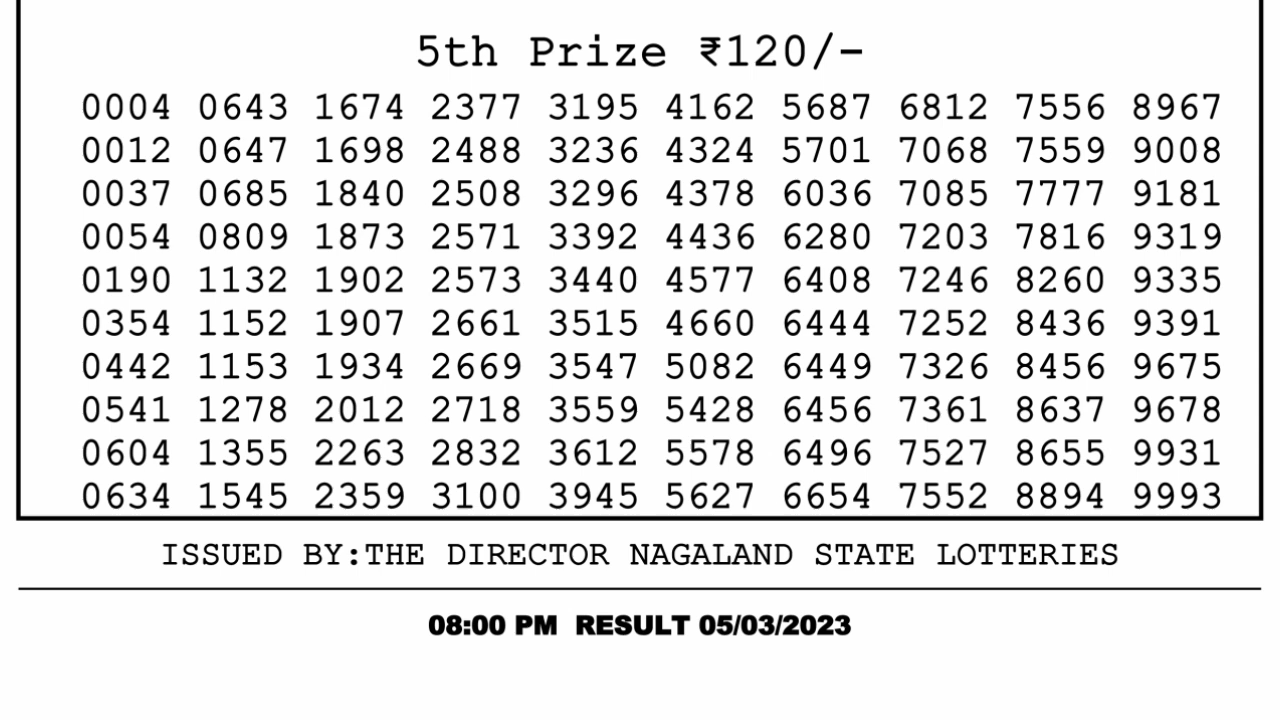 5th Prize ₹120/-
0004 0643 1674 2377 3195 4162 5687 6812 7556 8967
0012 0647 1698 2488 3236 4324 5701 7068 7559 9008
0037 0685 1840 2508 3296 4378 6036 7085 7777 9181
0054 0809 1873 2571 3392 4436 6280 7203 7816 9319
0190 1132 1902 2573 3440 4577 6408 7246 8260 9335
0354 1152 1907 2661 3515 4660 6444 7252 8436 9391
0442 1153 1934 2669 3547 5082 6449 7326 8456 9675
0541 1278 2012 2718 3559 5428 6456 7361 8637 9678
0604 1355 2263 2832 3612 5578 6496 7527 8655 9931
0634 1545 2359 3100 3945 5627 6654 7552 8894 9993
ISSUED BY:THE DIRECTOR NAGALAND STATE LOTTERIES
08:00 PM RESULT 05/03/2023